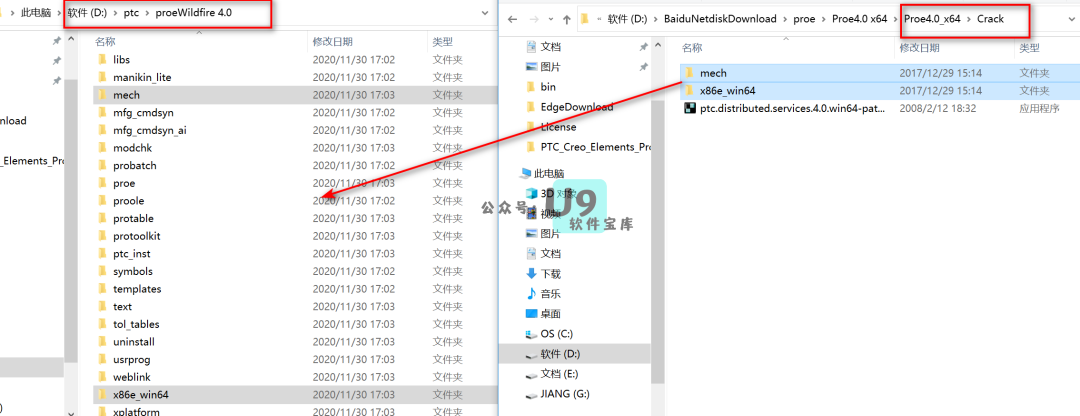 此电脑 › 软件 (D:) › ptc › proeWildfire 4.0
名称 修改日期 类型
libs 2020/11/30 17:02 文件夹
manikin_lite 2020/11/30 17:02 文件夹
mech 2020/11/30 17:03 文件夹
mfg_cmdsyn 2020/11/30 17:03 文件夹
mfg_cmdsyn_ai 2020/11/30 17:02 文件夹
modchk 2020/11/30 17:03 文件夹
probatch 2020/11/30 17:02 文件夹
proe 2020/11/30 17:03 文件夹
proole 2020/11/30 17:02 文件夹
protable 2020/11/30 17:03 文件夹
protoolkit 2020/11/30 17:03 文件夹
ptc_inst 2020/11/30 17:03 文件夹
symbols 2020/11/30 17:02 文件夹
templates 2020/11/30 17:02 文件夹
text 2020/11/30 17:03 文件夹
tol_tables 2020/11/30 17:03 文件夹
uninstall 2020/11/30 17:03 文件夹
usrprog 2020/11/30 17:03 文件夹
weblink 2020/11/30 17:03 文件夹
x86e_win64 2020/11/30 17:03 文件夹
xplatform 2020/11/30 17:02 文件夹
nload
_Elements_Pro
« 软件 (D:) › BaiduNetdiskDownload › proe › Proe4.0 x64 › Proe4.0_x64 › Crack
文档
图片
bin
EdgeDownload
License
PTC_Creo_Elements_Pro
此电脑
3D 对象
视频
图片
文档
下载
音乐
桌面
OS (C:)
软件 (D:)
文档 (E:)
JIANG (G:)
名称 修改日期 类型
mech 2017/12/29 15:14 文件夹
x86e_win64 2017/12/29 15:14 文件夹
ptc.distributed.services.4.0.win64-pat... 2008/2/12 18:32 应用程序
公众号: U9
软件宝库